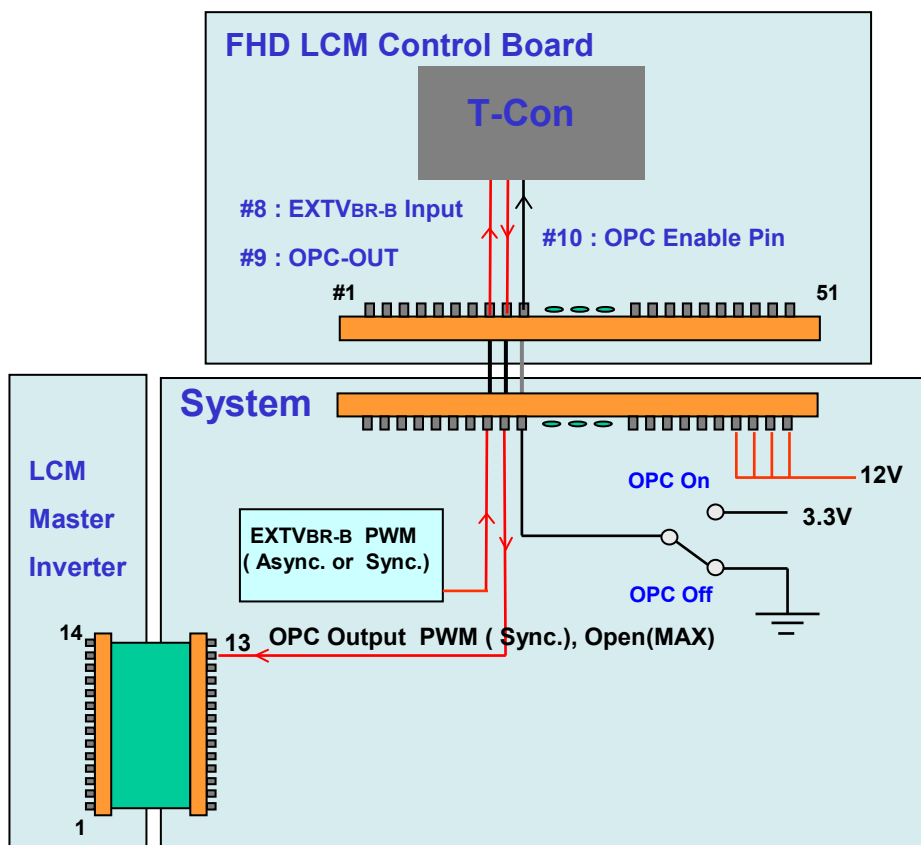 FHD LCM Control Board
T-Con
#8 : EXTVBR-B Input
#9 : OPC-OUT
#10 : OPC Enable Pin
#1
51
System
LCM
Master
Inverter
OPC On
12V
3.3V
EXTVBR-B PWM
( Async. or Sync.)
OPC Off
14
13
OPC Output PWM ( Sync.), Open(MAX)
1